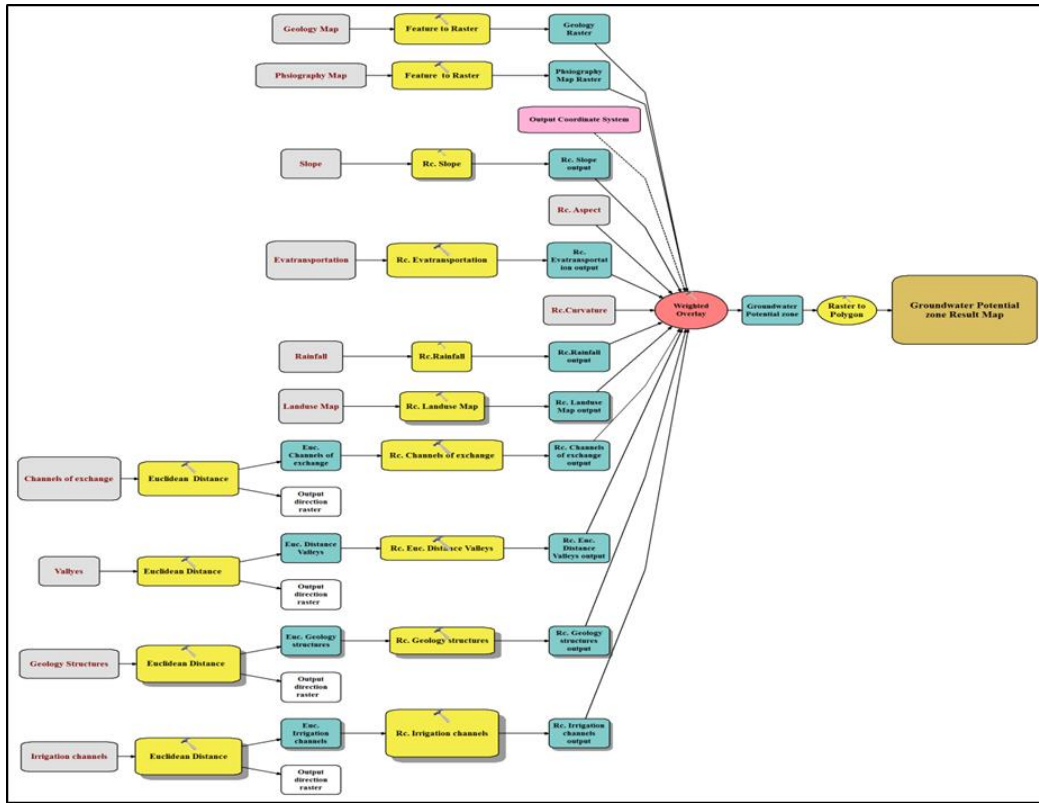 Geology Map
Feature to Raster
Geology
Raster
Phsiography Map
Feature to Raster
Phsiography
Map Raster
Output Coordinate System
Slope
Rc. Slope
Rc. Slope
output
Rc. Aspect
Evatransportation
Rc. Evatransportation
Rc.
Evatransportat
ion output
Rc.Curvature
Weighted
Overlay
Groundwater
Potential zone
Raster to
Polygon
Groundwater Potential
zone Result Map
Rainfall
Rc.Rainfall
Rc.Rainfall
output
Landuse Map
Rc. Landuse Map
Rc. Landuse
Map output
Channels of exchange
Euclidean Distance
Euc.
Channels of
exchange
Rc. Channels of exchange
Rc. Channels
of exchange
output
Output
direction
raster
Vallyes
Euclidean Distance
Euc. Distance
Valleys
Rc. Euc. Distance Valleys
Rc. Euc.
Distance
Valleys output
Output
direction
raster
Geology Structures
Euclidean Distance
Euc. Geology
structures
Rc. Geology structures
Rc. Geology
structures
output
Output
direction
raster
Irrigation channels
Euclidean Distance
Euc.
Irrigation
channels
Rc. Irrigation channels
Rc. Irrigation
channels
output
Output
direction
raster